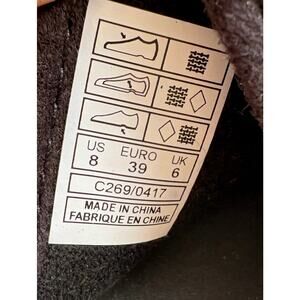 US EURO UK
8 39 6
C269/0417
MADE IN CHINA
FABRIQUE EN CHINE